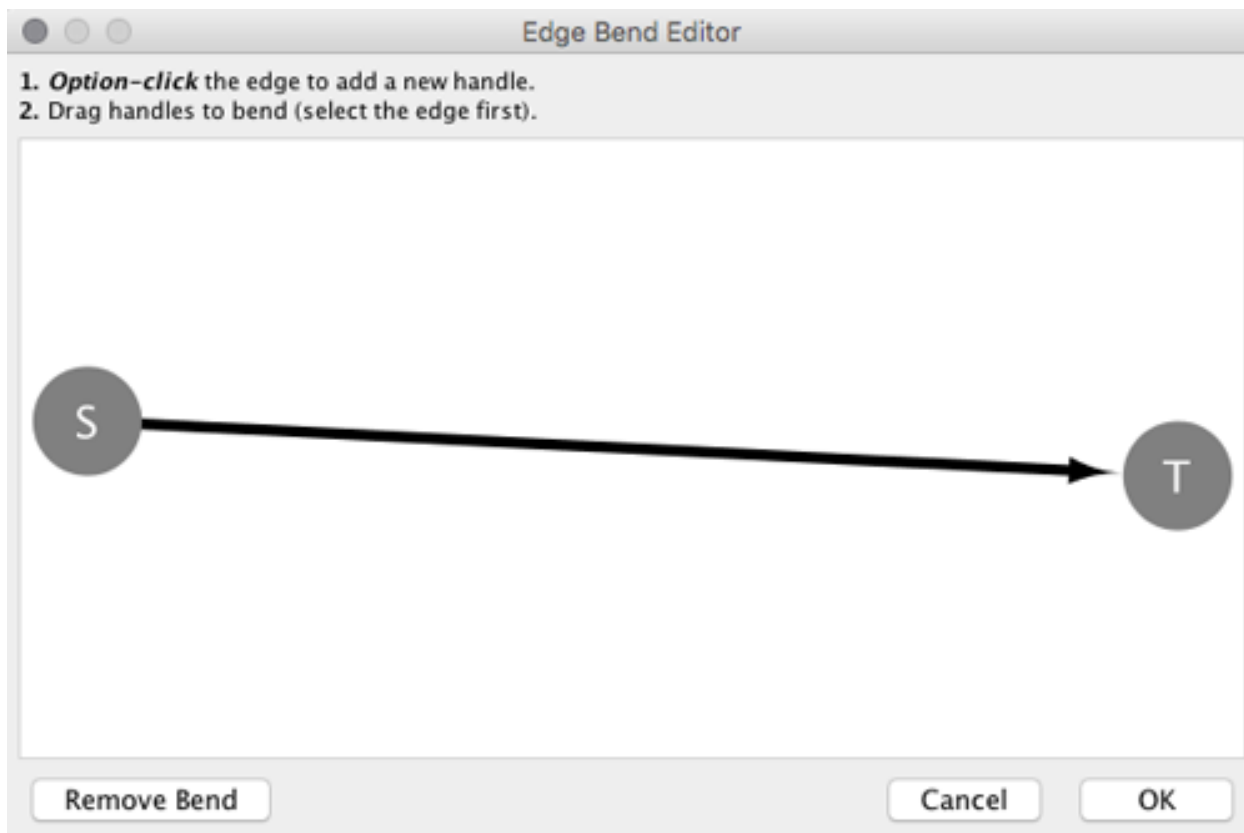 Edge Bend Editor
1. Option-click the edge to add a new handle.
2. Drag handles to bend (select the edge first).
S
T
Remove Bend
Cancel
OK